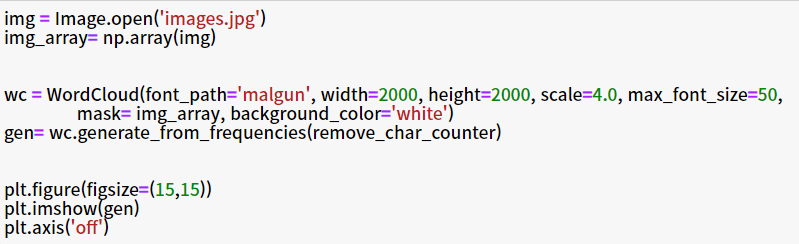 img = Image.open('images.jpg')
img_array= np.array(img)
wc = WordCloud(font_path='malgun', width=2000, height=2000, scale=4.0, max_font_size=50,
mask= img_array, background_color='white')
gen= wc.generate_from_frequencies(remove_char_counter)
plt.figure(figsize=(15,15))
plt.imshow(gen)
plt.axis('off')